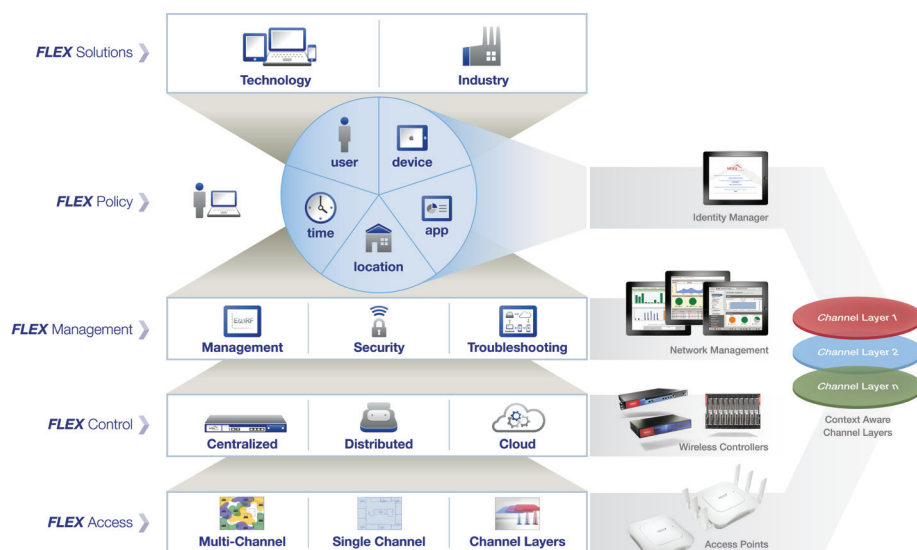 FLEX Solutions
Technology
Industry
user
device
time
app
location
FLEX Policy
Identity Manager
FLEX Management
Management
Security
Troubleshooting
Network Management
Channel Layer 1
Channel Layer 2
Channel Layer n
Context Aware
Channel Layers
FLEX Control
Centralized
Distributed
Cloud
Wireless Controllers
FLEX Access
Multi-Channel
Single Channel
Channel Layers
Access Points